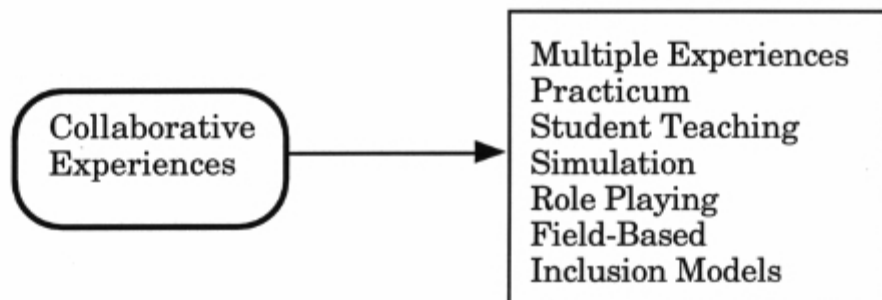 Collaborative
Experiences
Multiple Experiences
Practicum
Student Teaching
Simulation
Role Playing
Field-Based
Inclusion Models